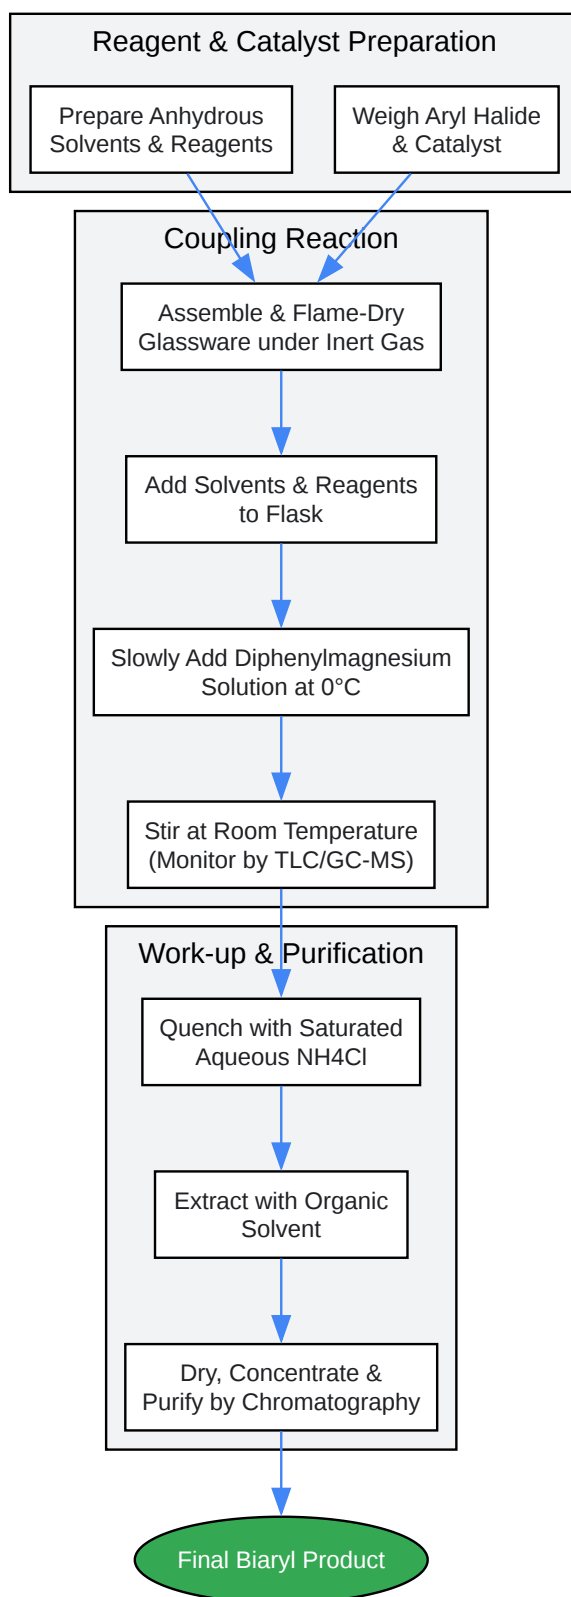 Reagent & Catalyst Preparation
Prepare Anhydrous
Solvents & Reagents
Weigh Aryl Halide
& Catalyst
Coupling Reaction
Assemble & Flame-Dry
Glassware under Inert Gas
Add Solvents & Reagents
to Flask
Slowly Add Diphenylmagnesium
Solution at 0°C
Stir at Room Temperature
(Monitor by TLC/GC-MS)
Work-up & Purification
Quench with Saturated
Aqueous NH4Cl
Extract with Organic
Solvent
Dry, Concentrate &
Purify by Chromatography
Final Biaryl Product